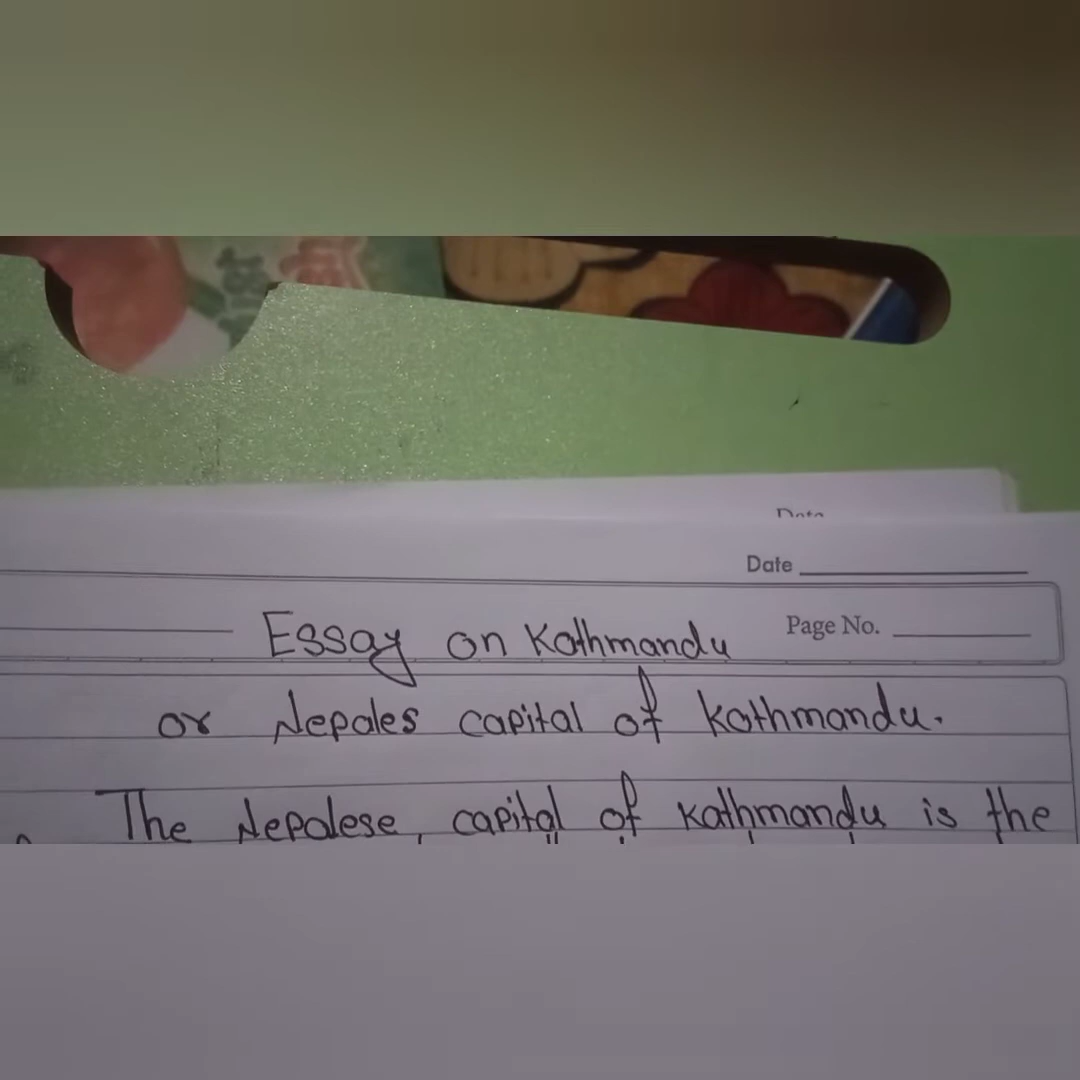 Date
Date
Essay on Kathmandu
Page No.
or Nepales capital of Kathmandu.
The Nepalese, capital of Kathmandu is the